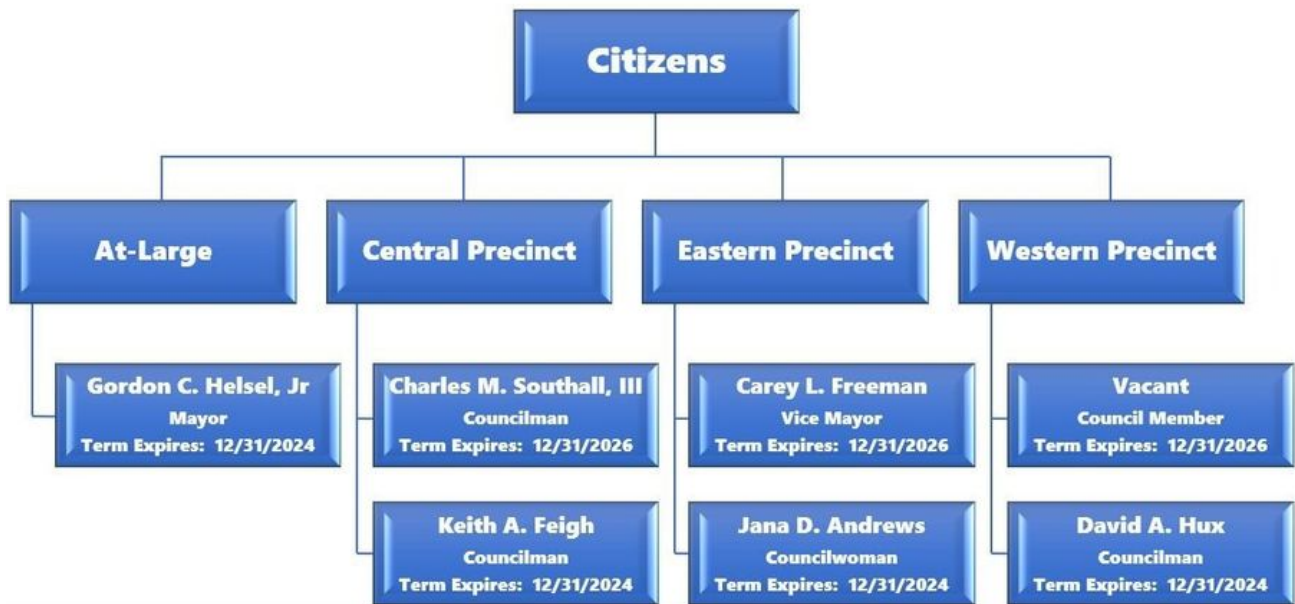 Citizens
At-Large
Central Precinct
Eastern Precinct
Western Precinct
Gordon C. Helsel, Jr
Mayor
Term Expires: 12/31/2024
Charles M. Southall, III
Councilman
Term Expires: 12/31/2026
Carey L. Freeman
Vice Mayor
Term Expires: 12/31/2026
Vacant
Council Member
Term Expires: 12/31/2026
Keith A. Feigh
Councilman
Term Expires: 12/31/2024
Jana D. Andrews
Councilwoman
Term Expires: 12/31/2024
David A. Hux
Councilman
Term Expires: 12/31/2024